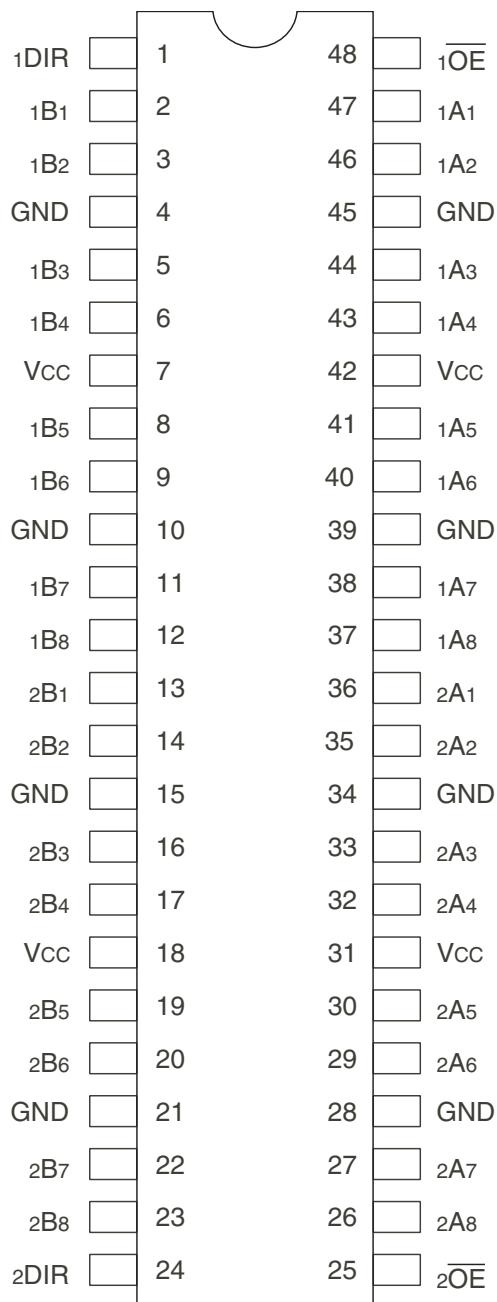 1DIR 1 48 1O̅E̅
1B1 2 47 1A1
1B2 3 46 1A2
GND 4 45 GND
1B3 5 44 1A3
1B4 6 43 1A4
VCC 7 42 VCC
1B5 8 41 1A5
1B6 9 40 1A6
GND 10 39 GND
1B7 11 38 1A7
1B8 12 37 1A8
2B1 13 36 2A1
2B2 14 35 2A2
GND 15 34 GND
2B3 16 33 2A3
2B4 17 32 2A4
VCC 18 31 VCC
2B5 19 30 2A5
2B6 20 29 2A6
GND 21 28 GND
2B7 22 27 2A7
2B8 23 26 2A8
2DIR 24 25 2O̅E̅